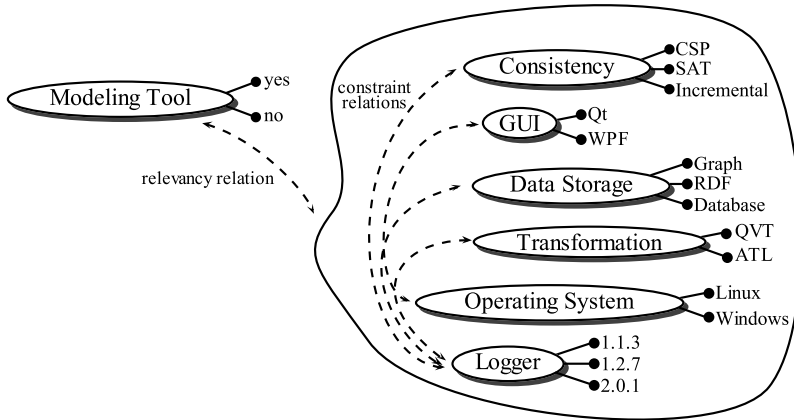 Modeling Tool
yes
no
relevancy relation
constraint
relations
Consistency
CSP
SAT
Incremental
GUI
Qt
WPF
Data Storage
Graph
RDF
Database
Transformation
QVT
ATL
Operating System
Linux
Windows
Logger
1.1.3
1.2.7
2.0.1